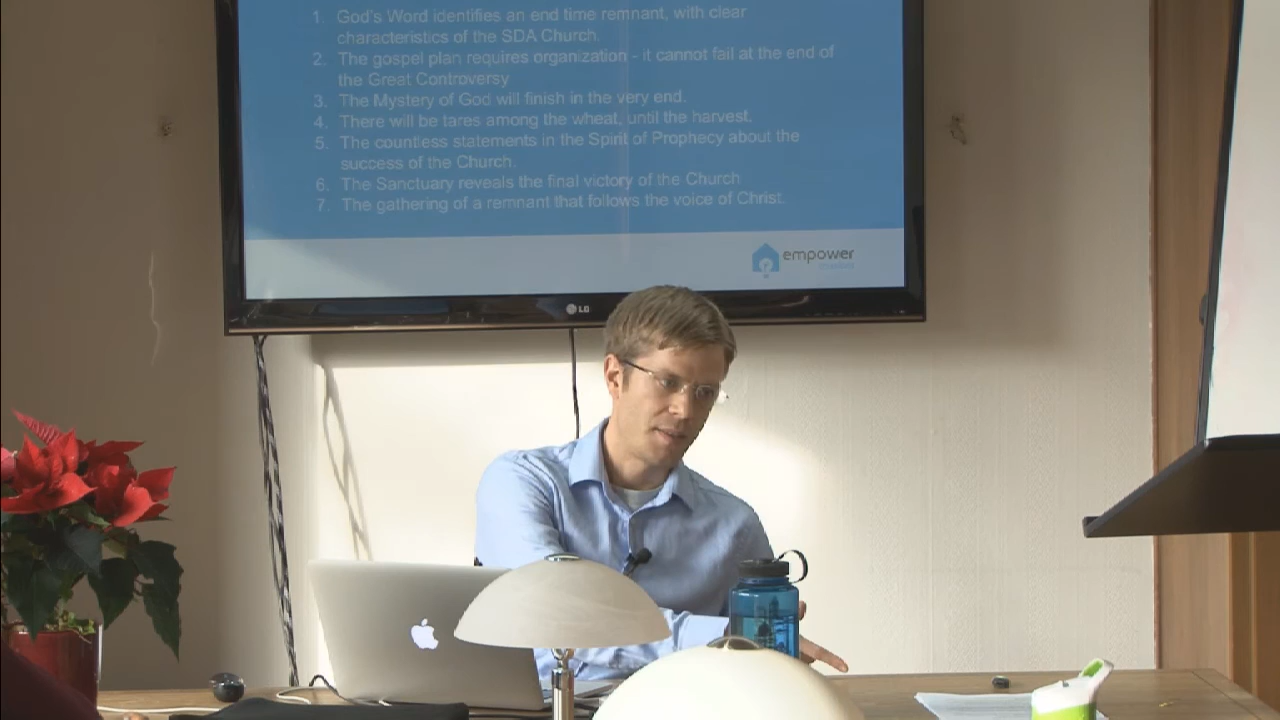 1. God's Word identifies an end time remnant, with clear
characteristics of the SDA Church.
2. The gospel plan requires organization - it cannot fail at the end of
the Great Controversy
3. The Mystery of God will finish in the very end.
4. There will be tares among the wheat, until the harvest.
5. The countless statements in the Spirit of Prophecy about the
success of the Church.
6. The Sanctuary reveals the final victory of the Church
7. The gathering of a remnant that follows the voice of Christ.
empower
LG